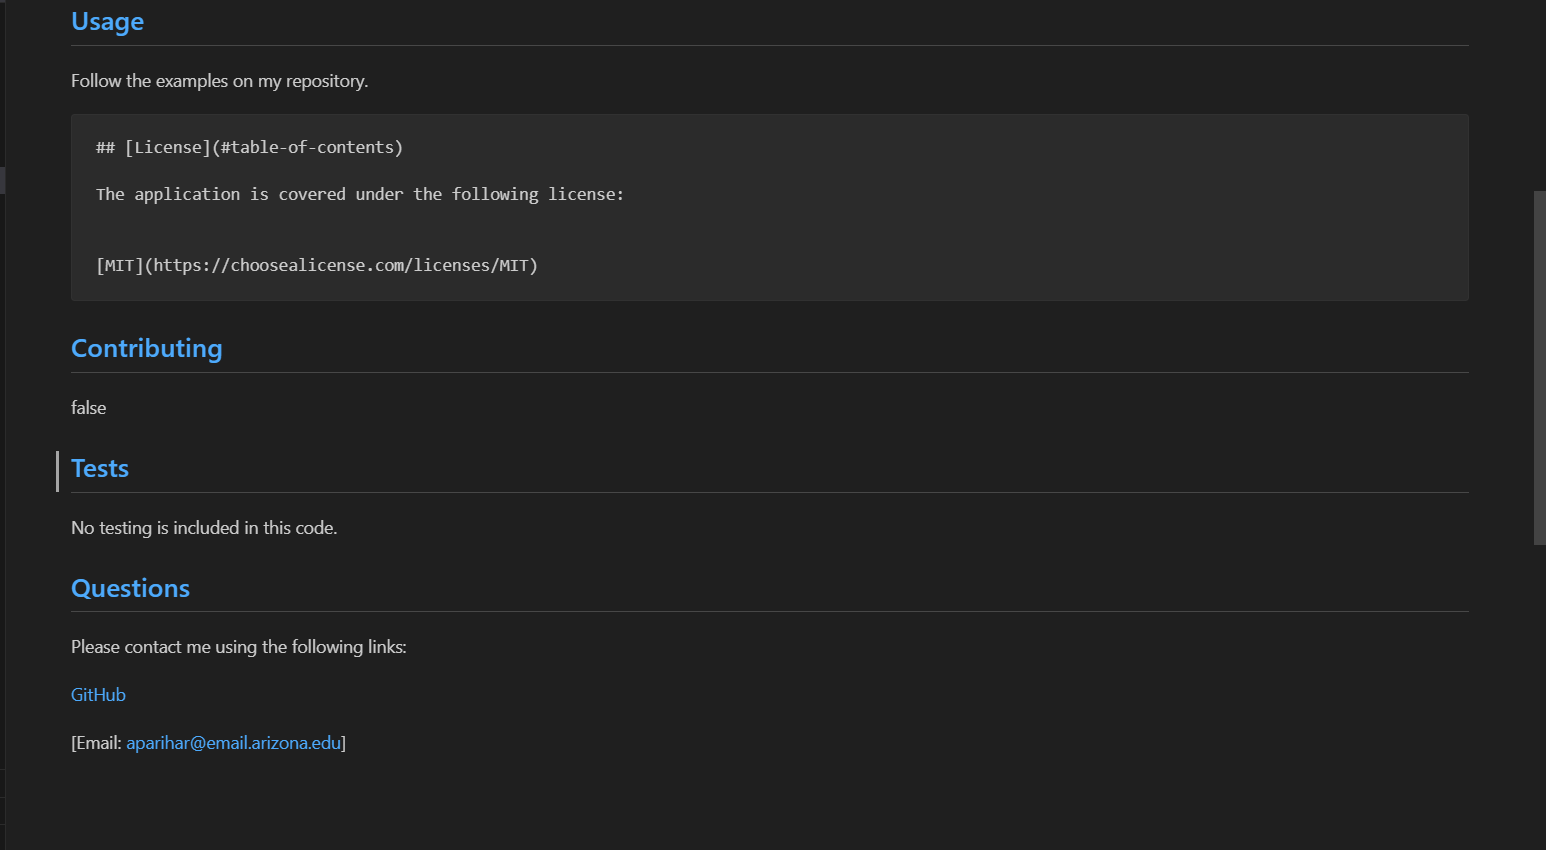 Usage
Follow the examples on my repository.
## [License](#table-of-contents)
The application is covered under the following license:
[MIT](https://choosealicense.com/licenses/MIT)
Contributing
false
Tests
No testing is included in this code.
Questions
Please contact me using the following links:
GitHub
[Email: aparihar@email.arizona.edu]